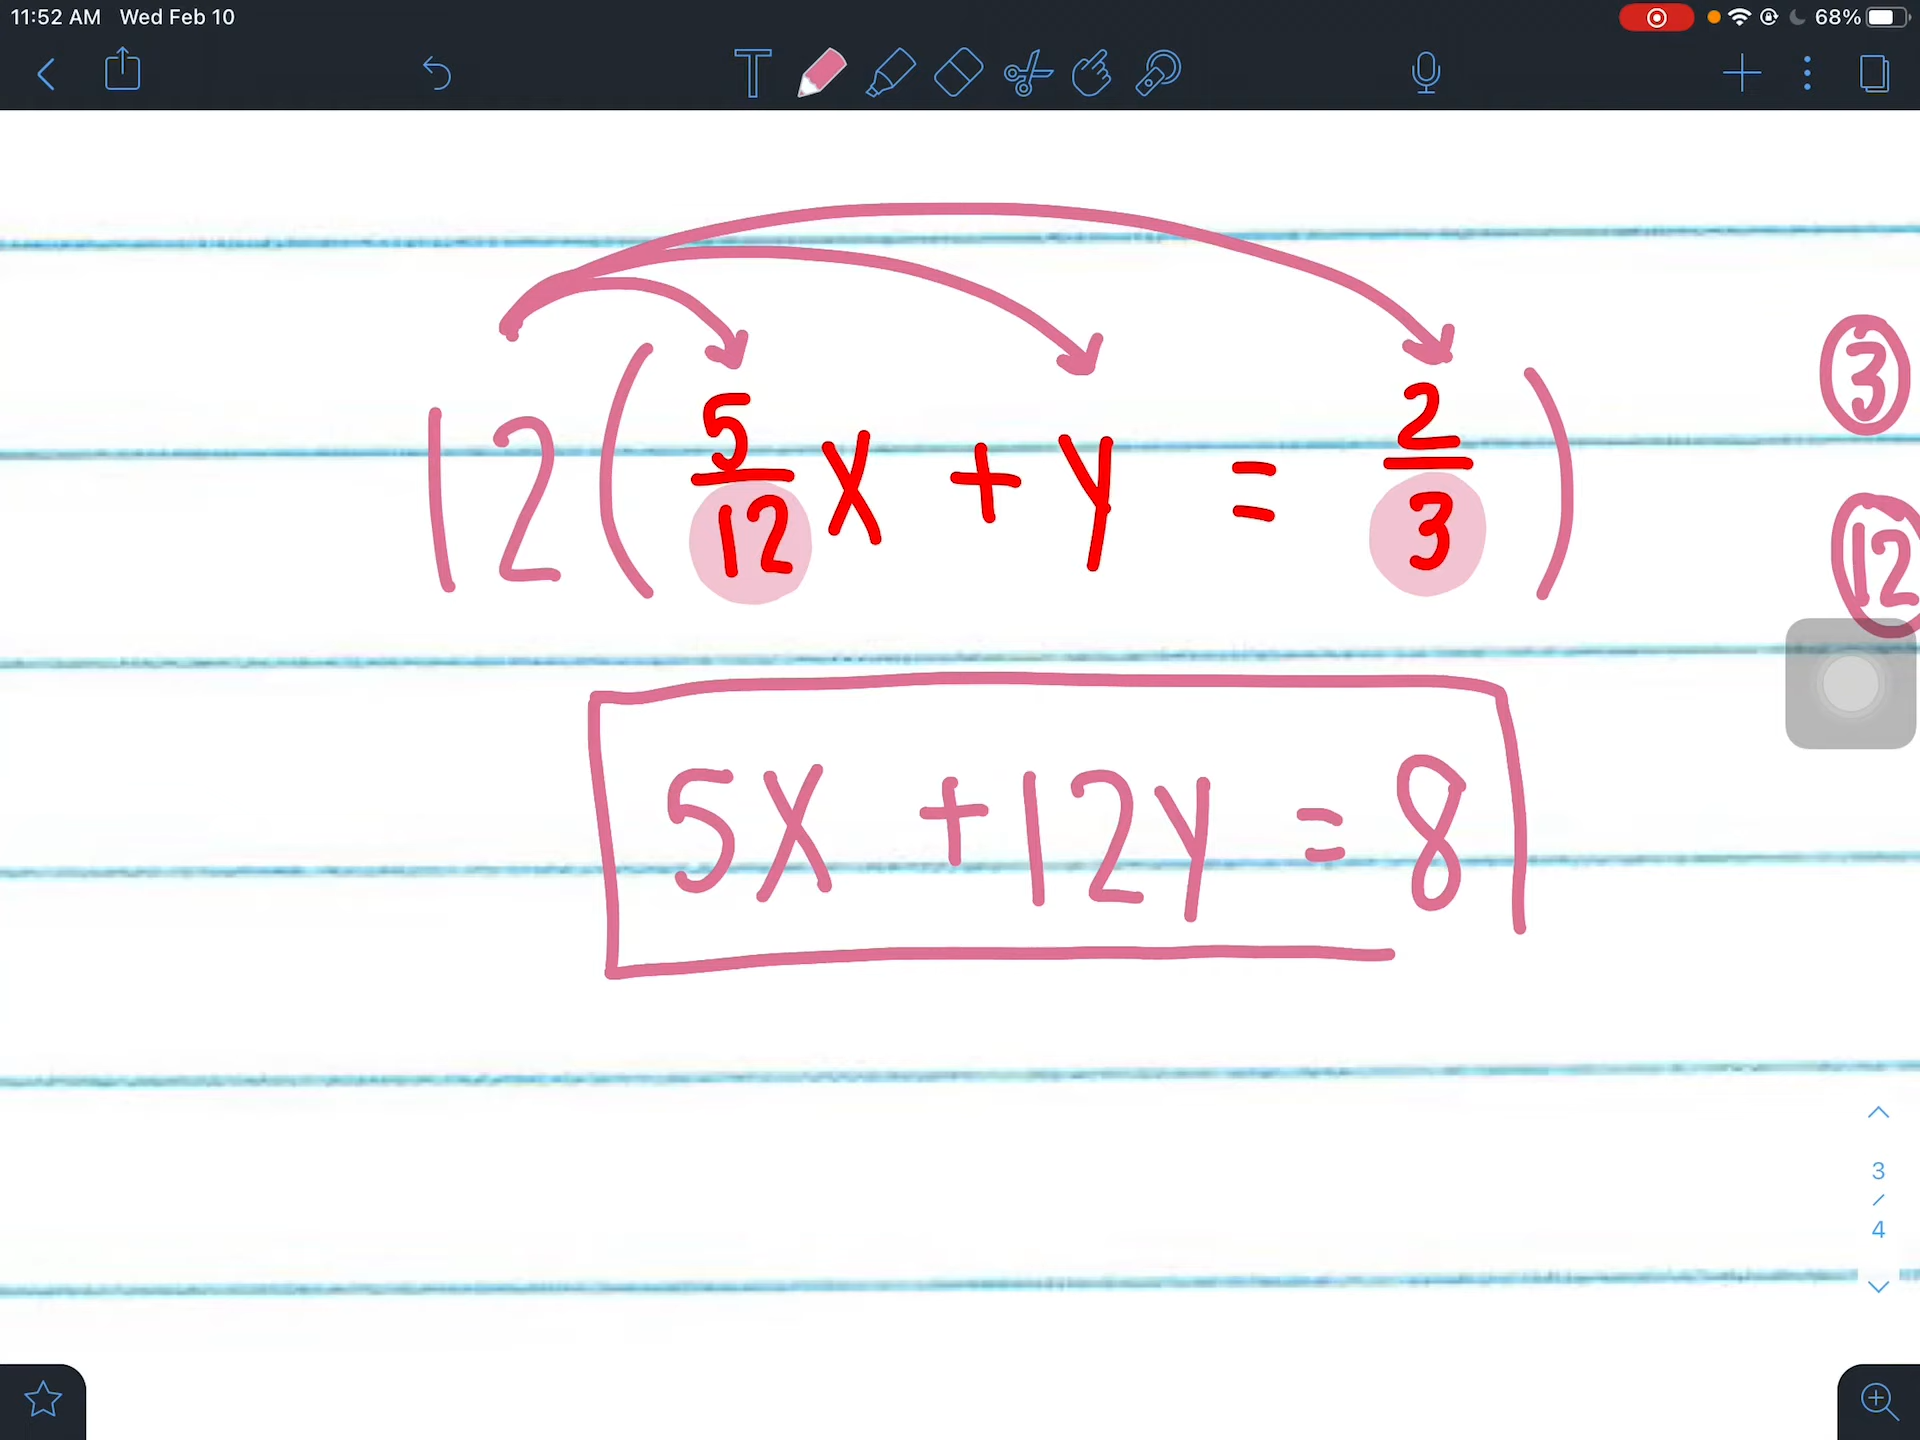 11:52 AM Wed Feb 10
68%
T
12 ( 5/12 x + y = 2/3 )
3
12
5x + 12y = 8
3
/
4